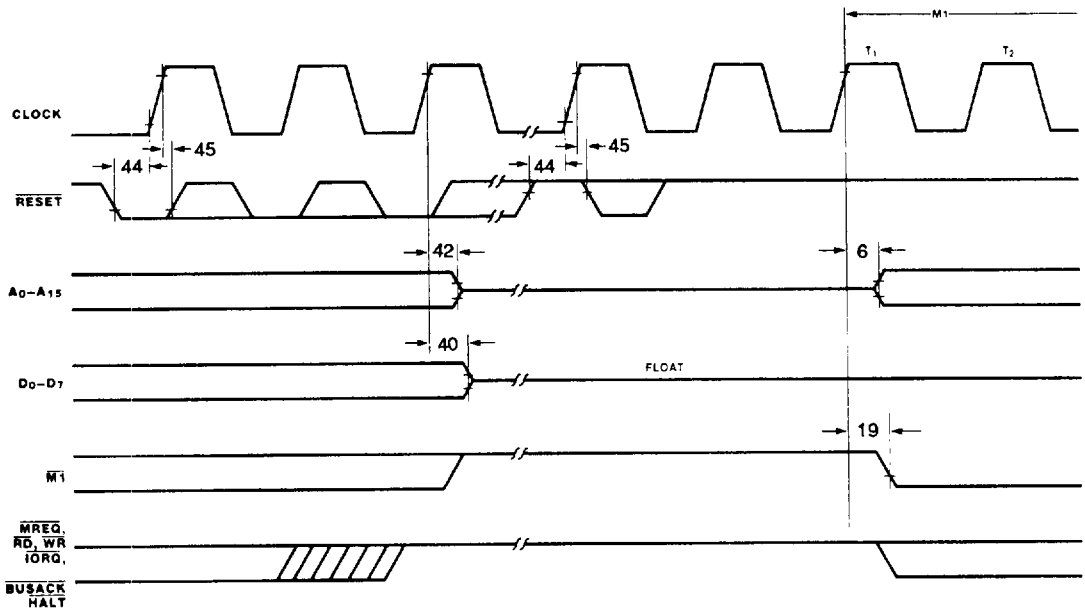 M1
T1
T2
CLOCK
44
45
44
45
RESET
42
6
A0–A15
40
D0–D7
FLOAT
19
M1
MREQ,
RD, WR
IORQ,
BUSACK
HALT